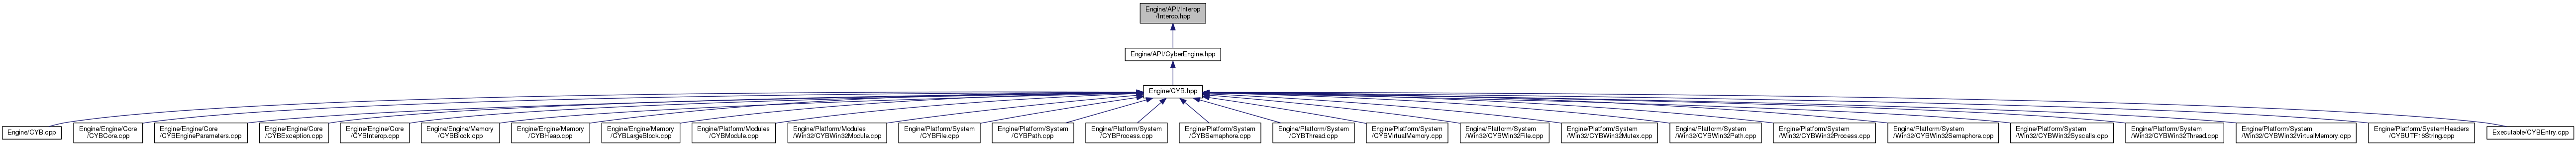 Engine/API/Interop
/Interop.hpp
Engine/API/CyberEngine.hpp
Engine/CYB.hpp
Engine/CYB.cpp
Engine/Engine/Core
/CYBCore.cpp
Engine/Engine/Core
/CYBEngineParameters.cpp
Engine/Engine/Core
/CYBException.cpp
Engine/Engine/Core
/CYBInterop.cpp
Engine/Engine/Memory
/CYBBlock.cpp
Engine/Engine/Memory
/CYBHeap.cpp
Engine/Engine/Memory
/CYBLargeBlock.cpp
Engine/Platform/Modules
/CYBModule.cpp
Engine/Platform/Modules
/Win32/CYBWin32Module.cpp
Engine/Platform/System
/CYBFile.cpp
Engine/Platform/System
/CYBPath.cpp
Engine/Platform/System
/CYBProcess.cpp
Engine/Platform/System
/CYBSemaphore.cpp
Engine/Platform/System
/CYBThread.cpp
Engine/Platform/System
/CYBVirtualMemory.cpp
Engine/Platform/System
/Win32/CYBWin32File.cpp
Engine/Platform/System
/Win32/CYBWin32Mutex.cpp
Engine/Platform/System
/Win32/CYBWin32Path.cpp
Engine/Platform/System
/Win32/CYBWin32Process.cpp
Engine/Platform/System
/Win32/CYBWin32Semaphore.cpp
Engine/Platform/System
/Win32/CYBWin32Syscalls.cpp
Engine/Platform/System
/Win32/CYBWin32Thread.cpp
Engine/Platform/System
/Win32/CYBWin32VirtualMemory.cpp
Engine/Platform/SystemHeaders
/CYBUTF16String.cpp
Executable/CYBEntry.cpp